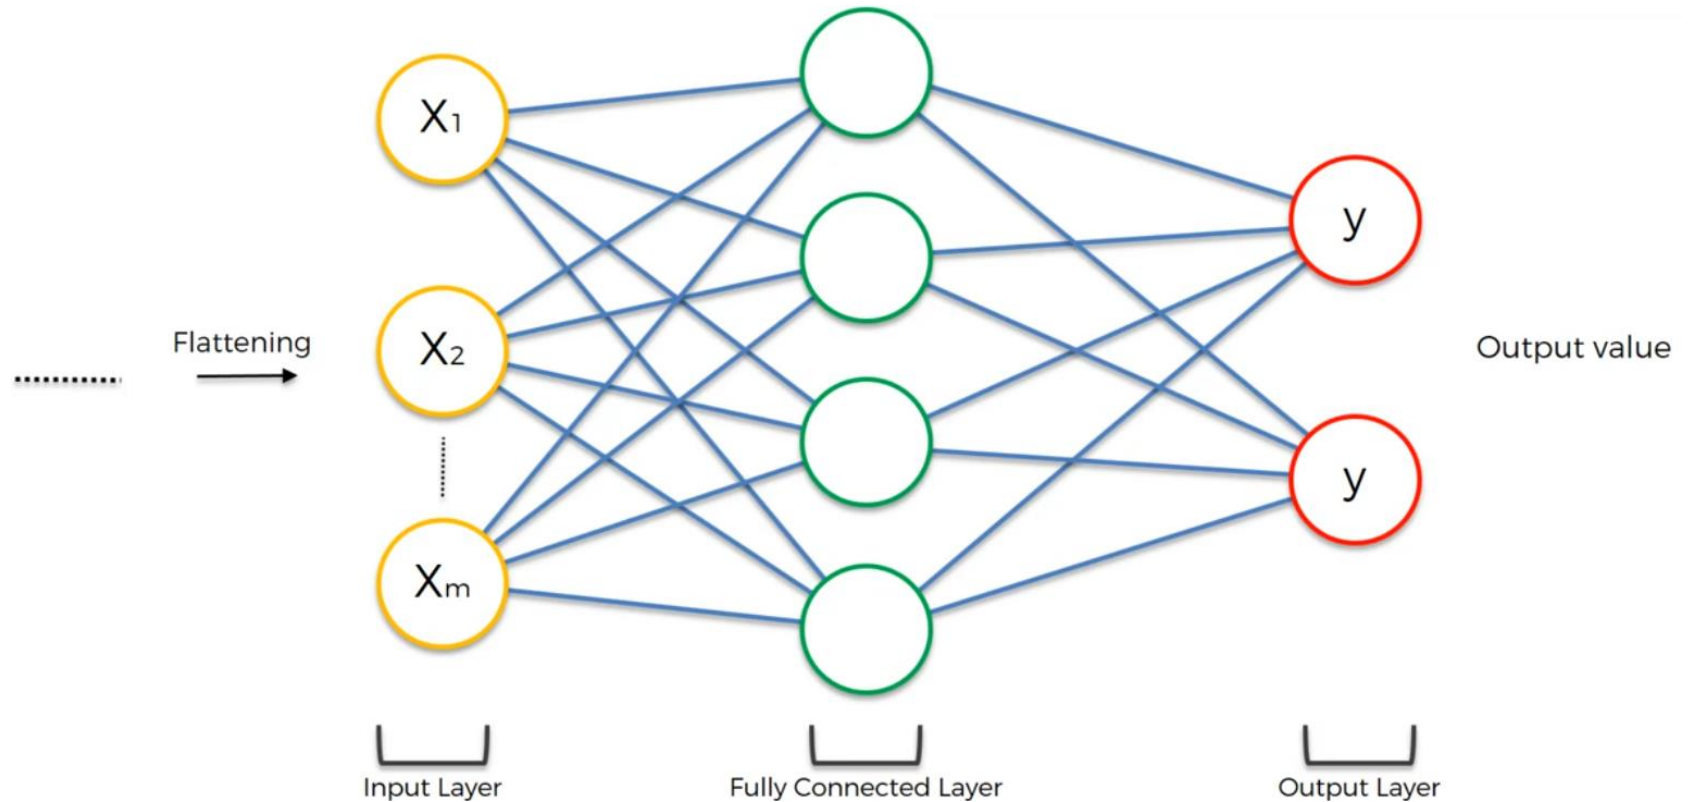 X1
X2
Xm
Flattening
y
y
Output value
Input Layer
Fully Connected Layer
Output Layer